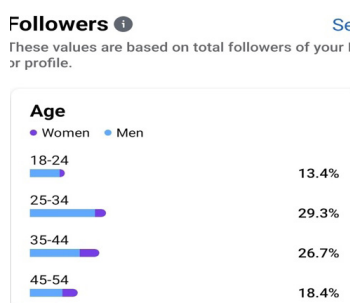 Followers
Se
These values are based on total followers of your
or profile.
Age
Women Men
18-24
13.4%
25-34
29.3%
35-44
26.7%
45-54
18.4%